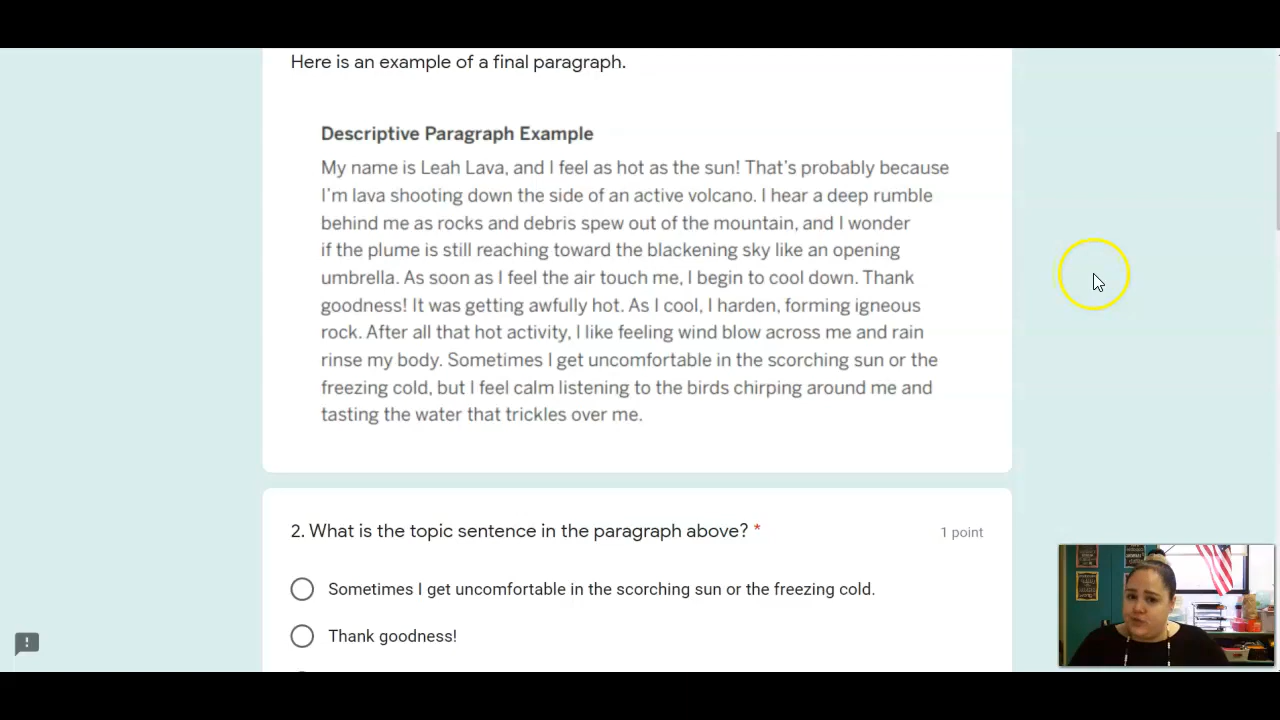 Here is an example of a final paragraph.
Descriptive Paragraph Example
My name is Leah Lava, and I feel as hot as the sun! That's probably because
I'm lava shooting down the side of an active volcano. I hear a deep rumble
behind me as rocks and debris spew out of the mountain, and I wonder
if the plume is still reaching toward the blackening sky like an opening
umbrella. As soon as I feel the air touch me, I begin to cool down. Thank
goodness! It was getting awfully hot. As I cool, I harden, forming igneous
rock. After all that hot activity, I like feeling wind blow across me and rain
rinse my body. Sometimes I get uncomfortable in the scorching sun or the
freezing cold, but I feel calm listening to the birds chirping around me and
tasting the water that trickles over me.
2. What is the topic sentence in the paragraph above? *
1 point
Sometimes I get uncomfortable in the scorching sun or the freezing cold.
Thank goodness!